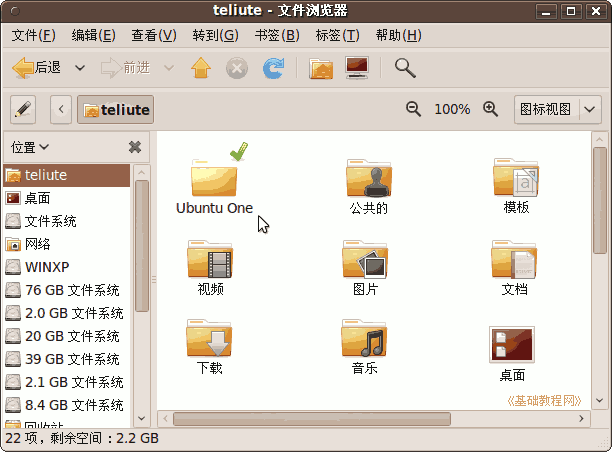 teliute - 文件浏览器
文件(F) 编辑(E) 查看(V) 转到(G) 书签(B) 标签(T) 帮助(H)
后退 前进
teliute 100% 图标视图
位置
teliute
桌面
文件系统
网络
WINXP
76 GB 文件系统
2.0 GB 文件系统
20 GB 文件系统
39 GB 文件系统
2.1 GB 文件系统
8.4 GB 文件系统
回收站
Ubuntu One 公共的 模板
视频 图片 文档
下载 音乐 桌面
《基础教程网》
22 项，剩余空间：2.2 GB